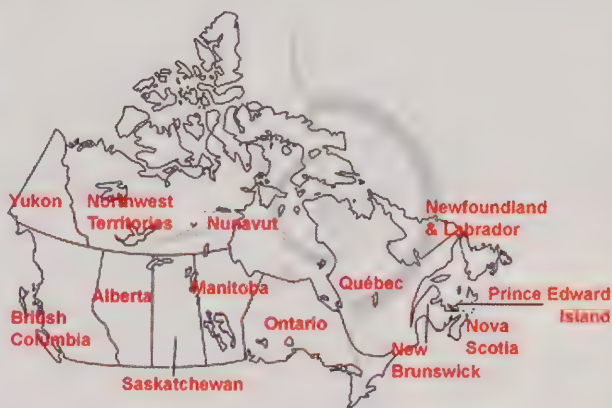 Yukon
Northwest
Territories
Nunavut
Newfoundland
& Labrador
British
Columbia
Alberta
Saskatchewan
Manitoba
Ontario
Québec
Prince Edward
Island
Nova
Scotia
New
Brunswick